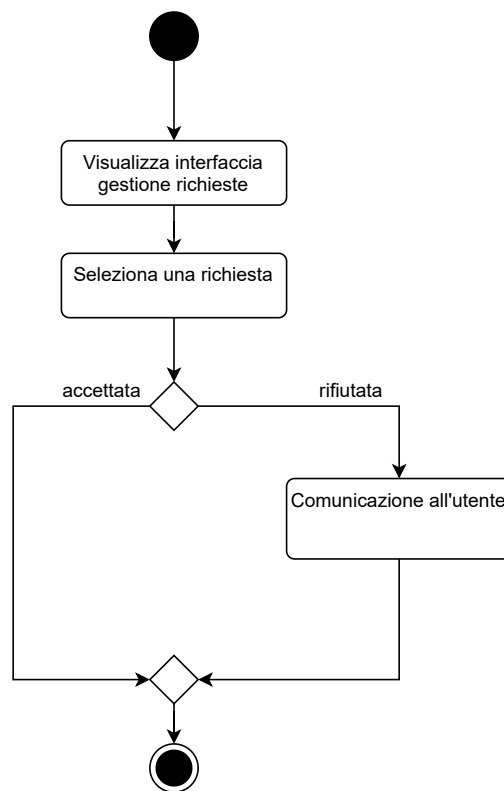 Visualizza interfaccia
gestione richieste
Seleziona una richiesta
accettata
rifiutata
Comunicazione all'utente